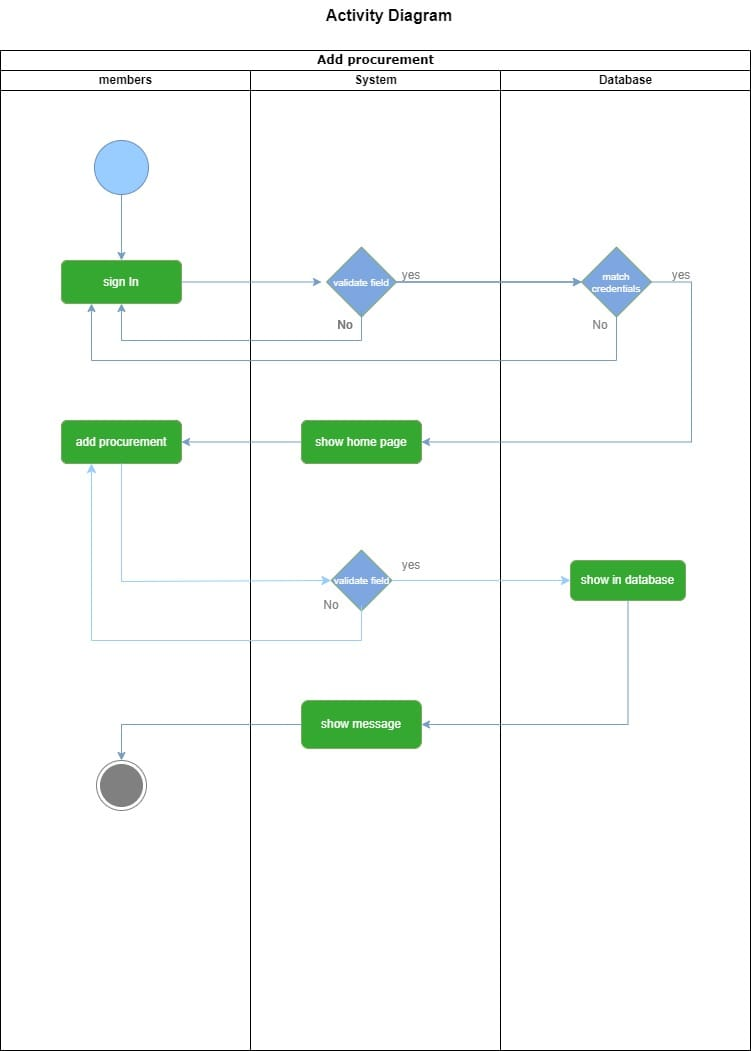 Activity Diagram
Add procurement
members
System
Database
sign In
validate field
yes
No
match
credentials
yes
No
add procurement
show home page
validate field
yes
No
show in database
show message